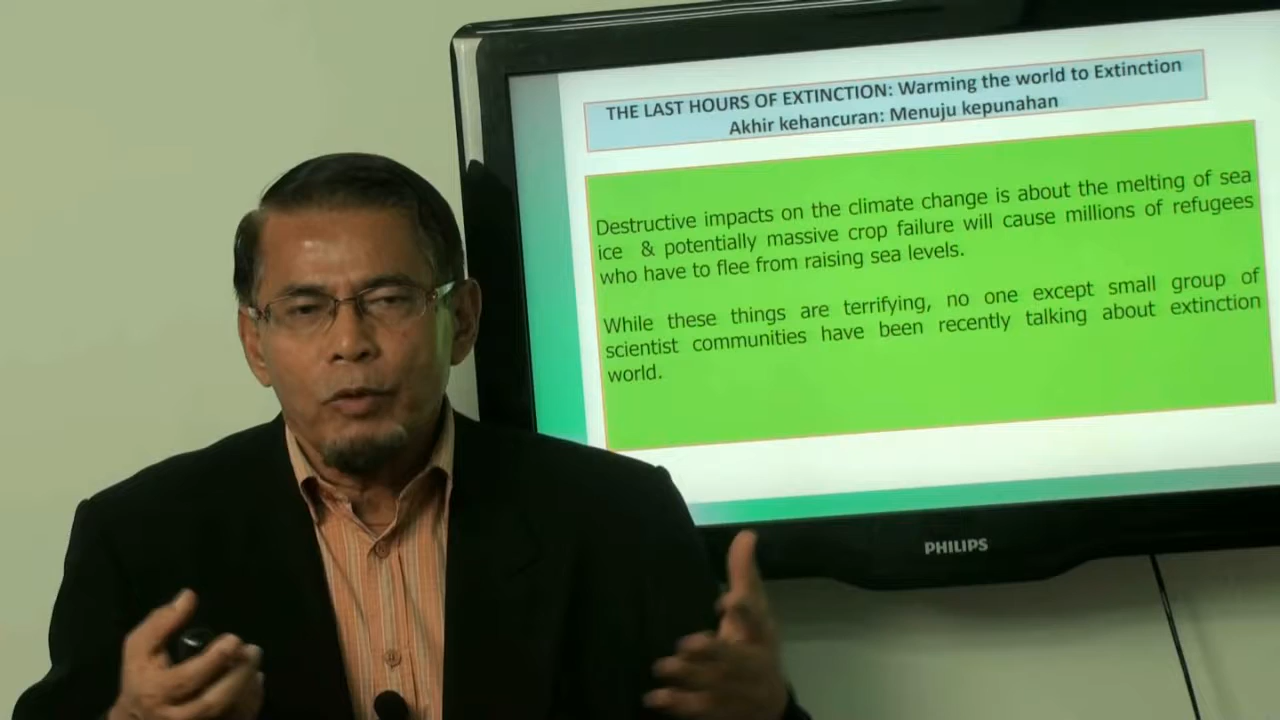 THE LAST HOURS OF EXTINCTION: Warming the world to Extinction
Akhir kehancuran: Menuju kepunahan
Destructive impacts on the climate change is about the melting of sea
ice & potentially massive crop failure will cause millions of refugees
who have to flee from raising sea levels.
While these things are terrifying, no one except small group of
scientist communities have been recently talking about extinction
world.
PHILIPS